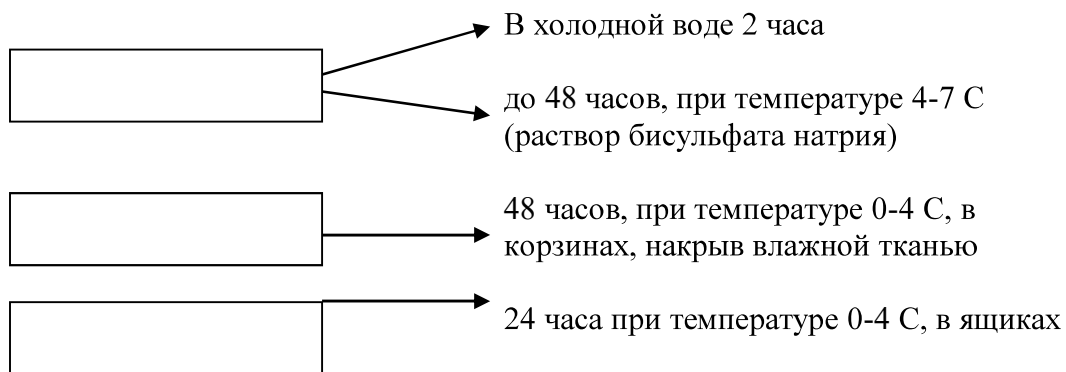 В холодной воде 2 часа
до 48 часов, при температуре 4-7 С
(раствор бисульфата натрия)
48 часов, при температуре 0-4 С, в
корзинах, накрыв влажной тканью
24 часа при температуре 0-4 С, в ящиках